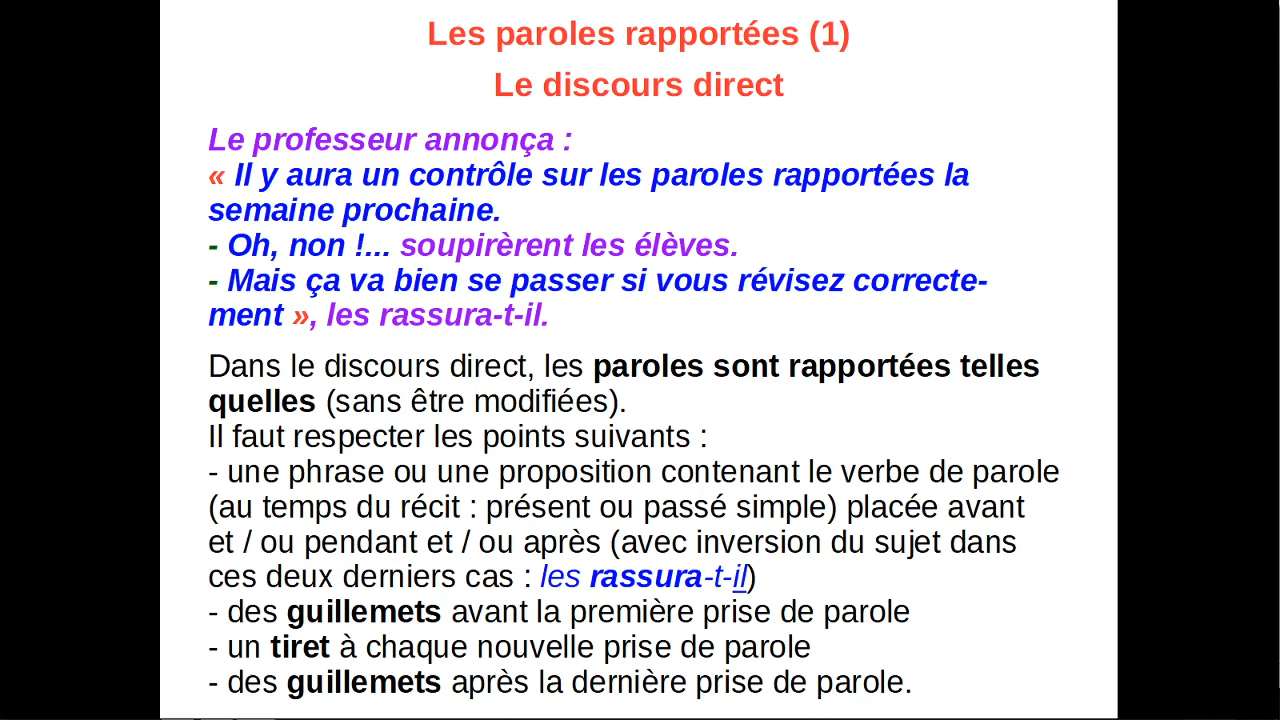 Les paroles rapportées (1)
Le discours direct
Le professeur annonça :
« Il y aura un contrôle sur les paroles rapportées la
semaine prochaine.
- Oh, non !... soupirèrent les élèves.
- Mais ça va bien se passer si vous révisez correcte-
ment », les rassura-t-il.
Dans le discours direct, les paroles sont rapportées telles
quelles (sans être modifiées).
Il faut respecter les points suivants :
- une phrase ou une proposition contenant le verbe de parole
(au temps du récit : présent ou passé simple) placée avant
et / ou pendant et / ou après (avec inversion du sujet dans
ces deux derniers cas : les rassura-t-il)
- des guillemets avant la première prise de parole
- un tiret à chaque nouvelle prise de parole
- des guillemets après la dernière prise de parole.